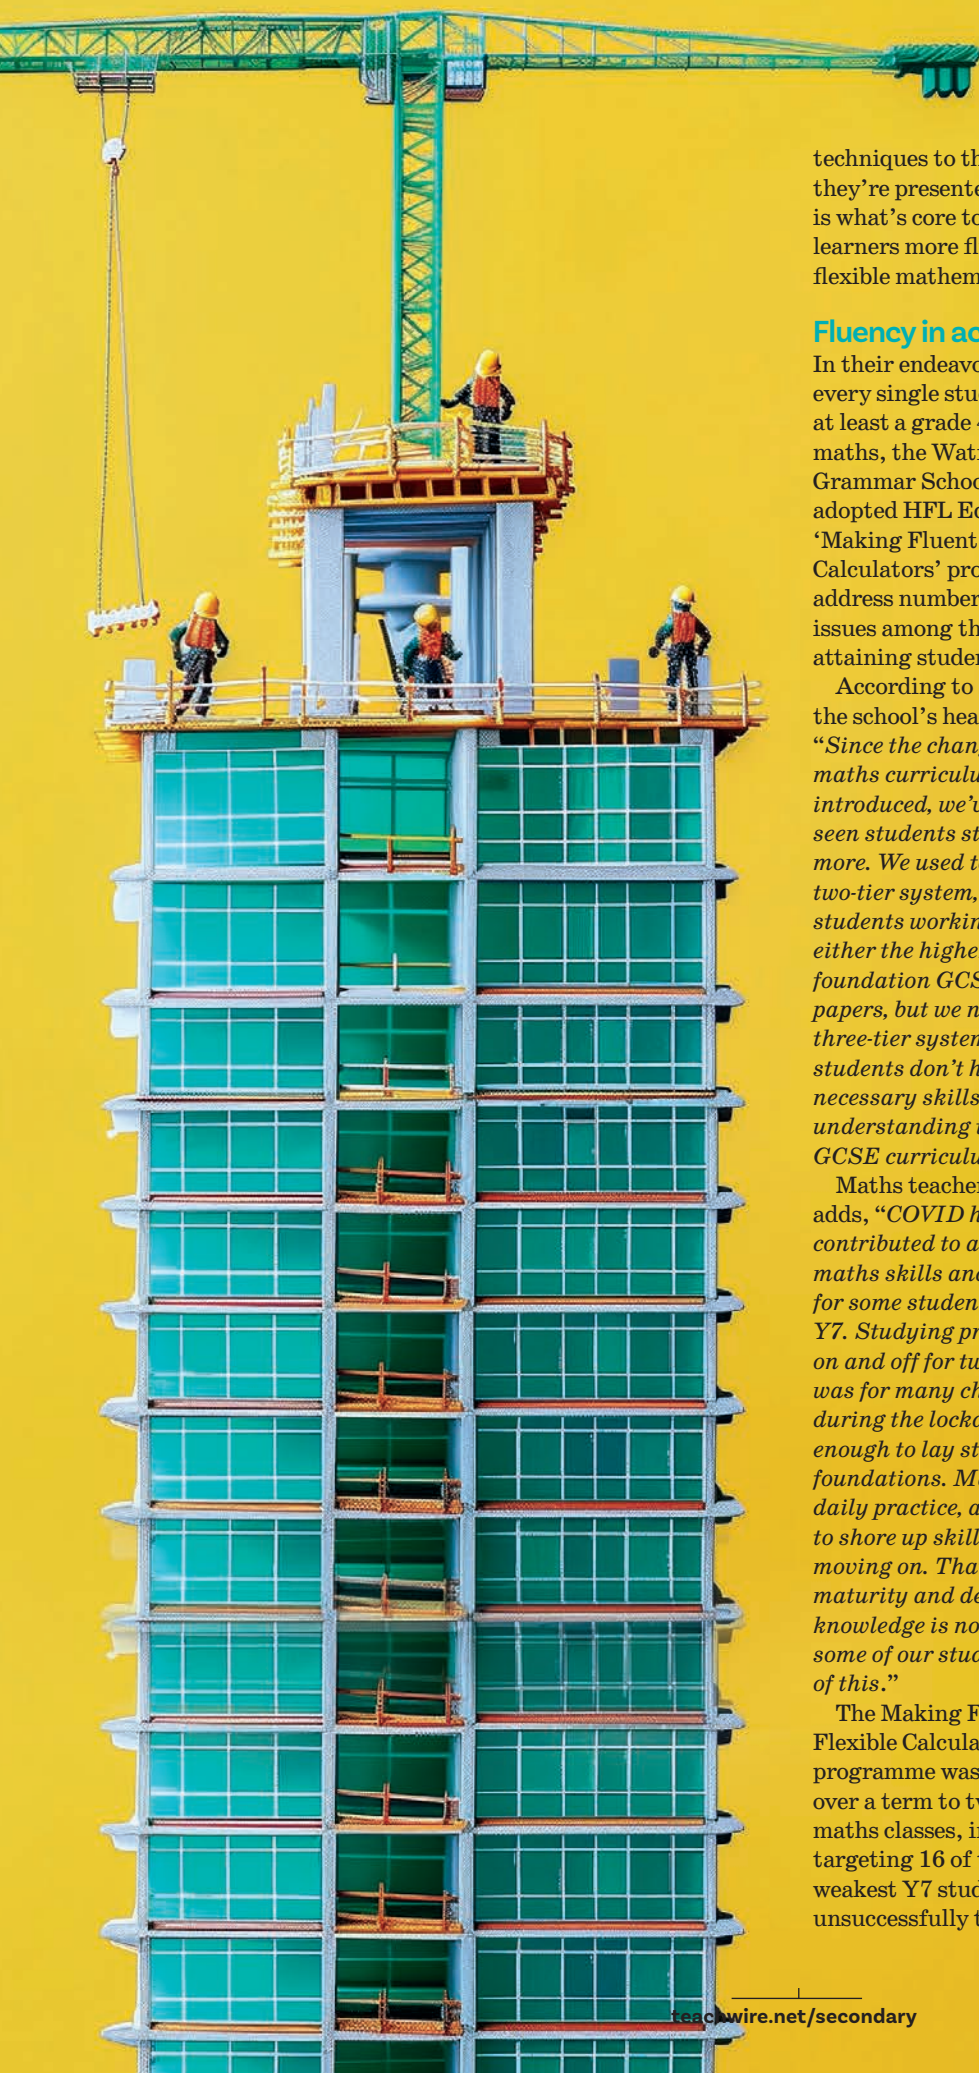 techniques to th
they're presente
is what's core to
learners more fl
flexible mathem
Fluency in ac
In their endeavo
every single stu
at least a grade
maths, the Wat
Grammar Schoo
adopted HFL Ed
'Making Fluent
Calculators' pro
address number
issues among th
attaining studen
According to
the school's hea
"Since the chang
maths curriculu
introduced, we'v
seen students st
more. We used t
two-tier system,
students workin
either the highe
foundation GCS
papers, but we n
three-tier system
students don't h
necessary skills
understanding i
GCSE curriculu
Maths teacher
adds, "COVID h
contributed to a
maths skills and
for some studen
Y7. Studying pr
on and off for tw
was for many ch
during the lockd
enough to lay st
foundations. M
daily practice, a
to shore up skill
moving on. Tha
maturity and de
knowledge is no
some of our stud
of this."
The Making F
Flexible Calcula
programme was
over a term to tw
maths classes, i
targeting 16 of t
weakest Y7 stud
unsuccessfully t
teachwire.net/secondary